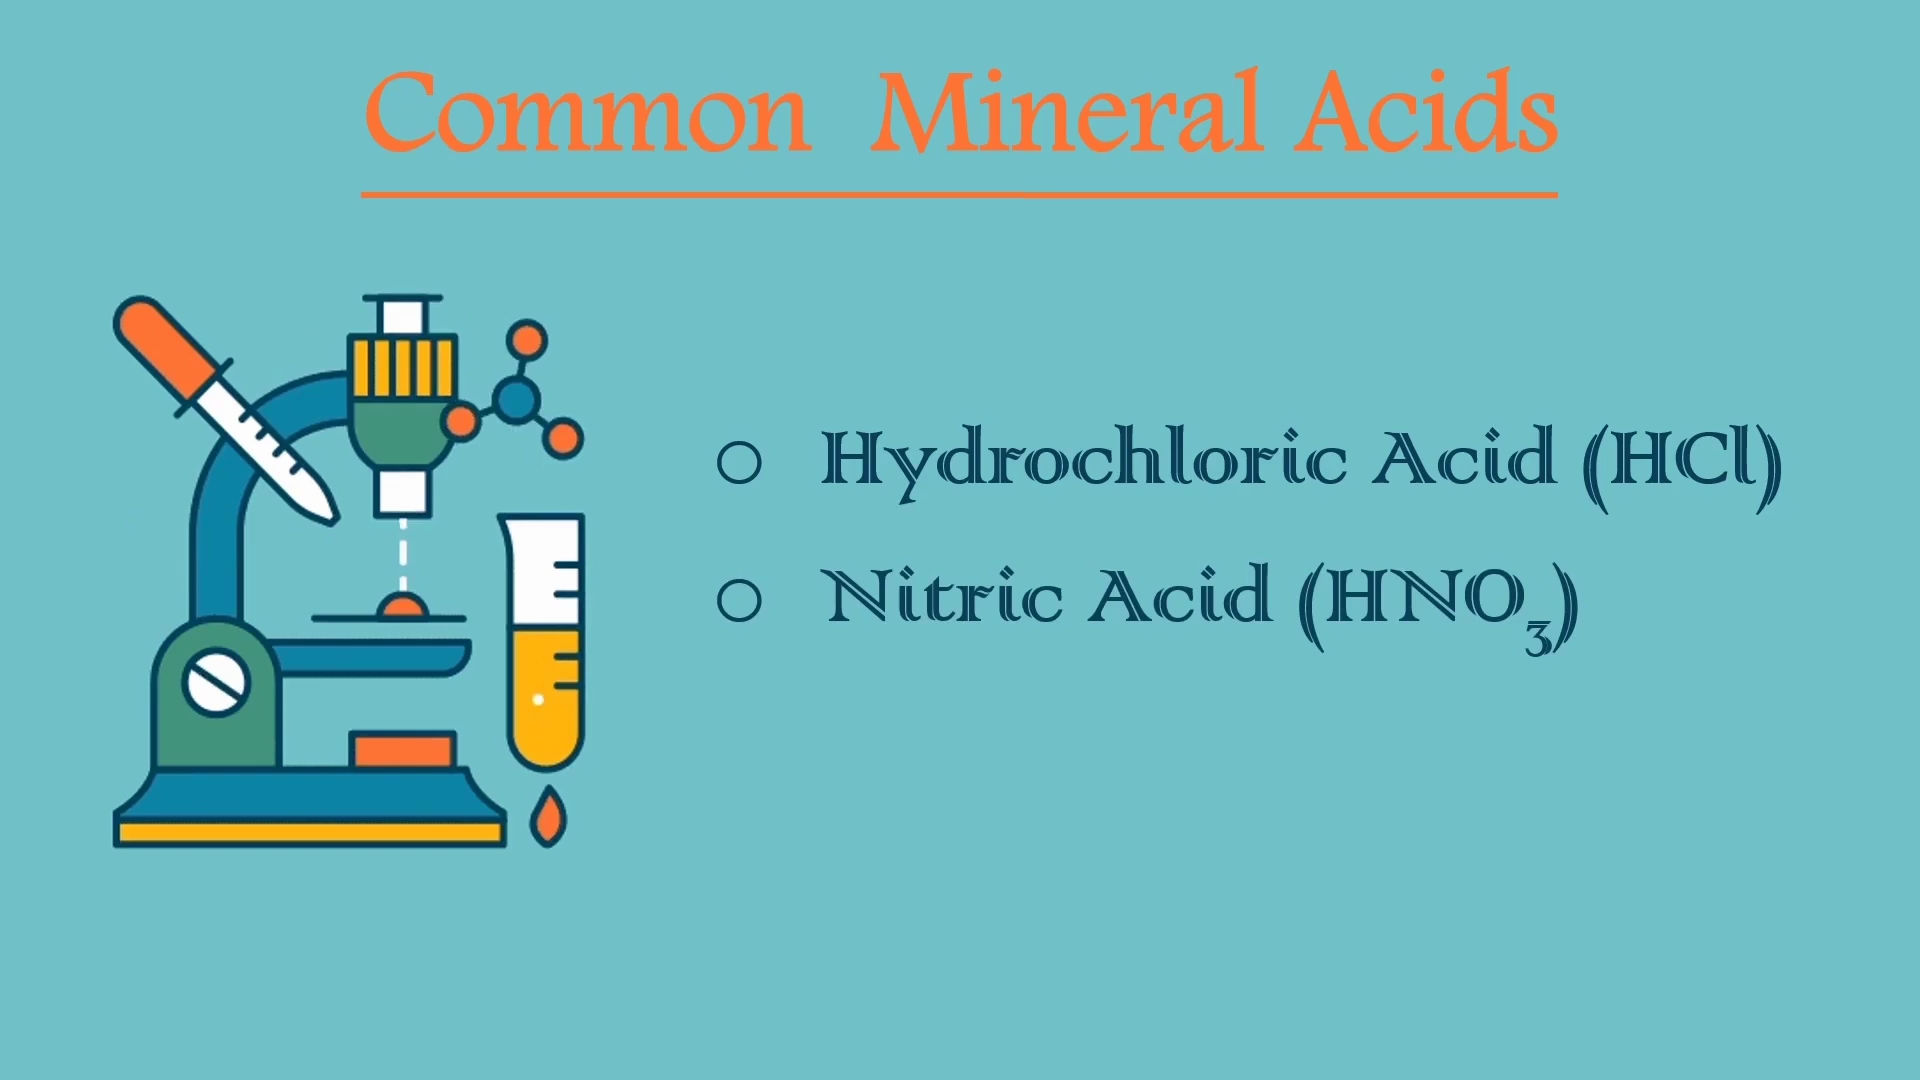 Common Mineral Acids
○ Hydrochloric Acid (HCl)
○ Nitric Acid (HNO₃)